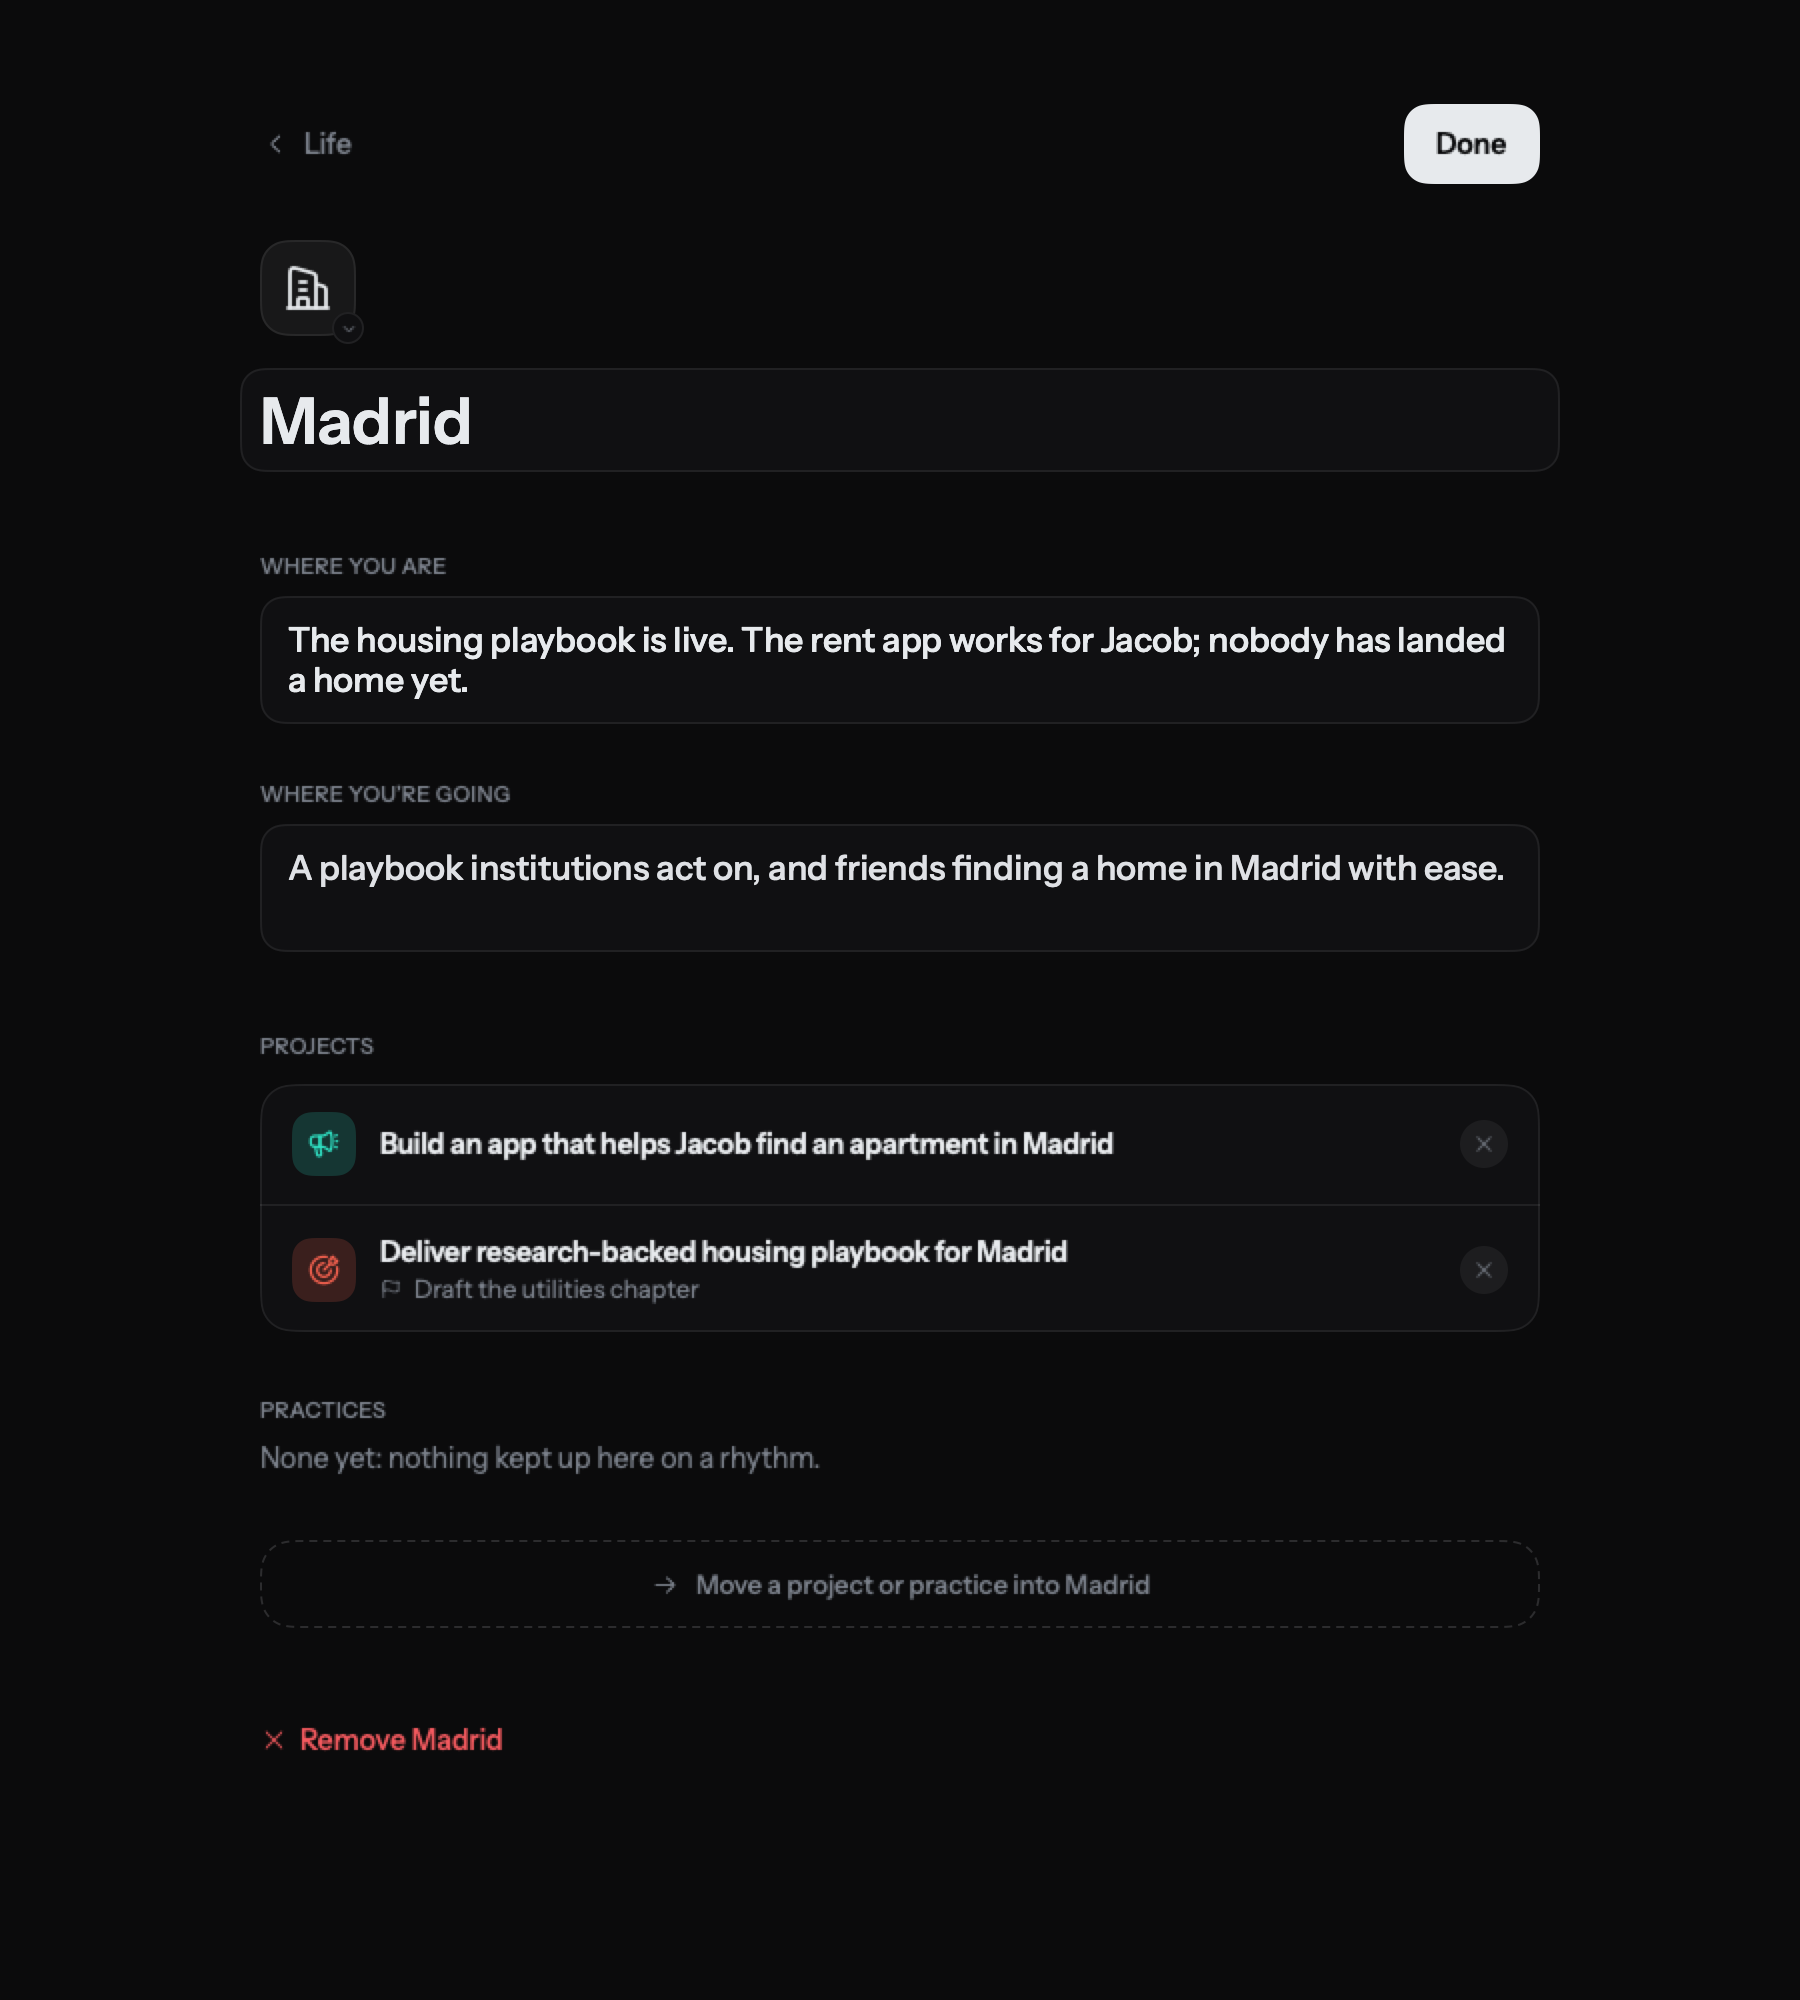 Life
Done
Madrid
WHERE YOU ARE
The housing playbook is live. The rent app works for Jacob; nobody has landed
a home yet.
WHERE YOU'RE GOING
A playbook institutions act on, and friends finding a home in Madrid with ease.
PROJECTS
Build an app that helps Jacob find an apartment in Madrid
Deliver research-backed housing playbook for Madrid
Draft the utilities chapter
PRACTICES
None yet: nothing kept up here on a rhythm.
Move a project or practice into Madrid
Remove Madrid